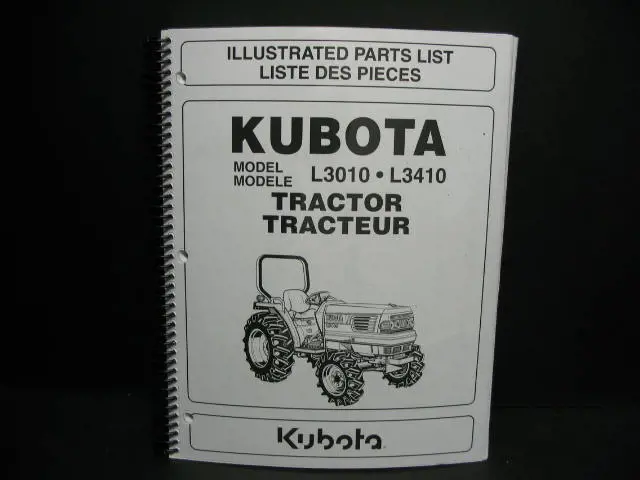 ILLUSTRATED PARTS LIST
LISTE DES PIECES
KUBOTA
MODEL
MODELE
L3010 • L3410
TRACTOR
TRACTEUR
Kubota